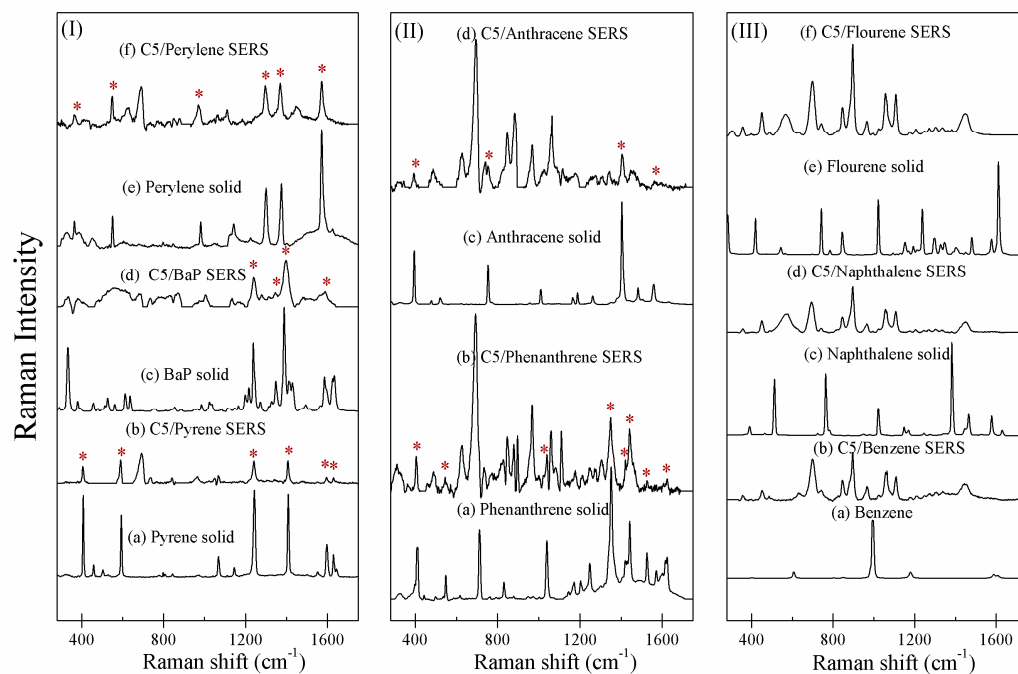 Raman Intensity
(I)
(f) C5/Perylene SERS
* * * * * *
(e) Perylene solid
(d) C5/BaP SERS
* * * *
(c) BaP solid
(b) C5/Pyrene SERS
* * * * * *
(a) Pyrene solid
400 800 1200 1600
Raman shift (cm-1)
(II)
(d) C5/Anthracene SERS
* * * *
(c) Anthracene solid
(b) C5/Phenanthrene SERS
* * * * * * * *
(a) Phenanthrene solid
400 800 1200 1600
Raman shift (cm-1)
(III)
(f) C5/Flourene SERS
(e) Flourene solid
(d) C5/Naphthalene SERS
(c) Naphthalene solid
(b) C5/Benzene SERS
(a) Benzene
400 800 1200 1600
Raman shift (cm-1)